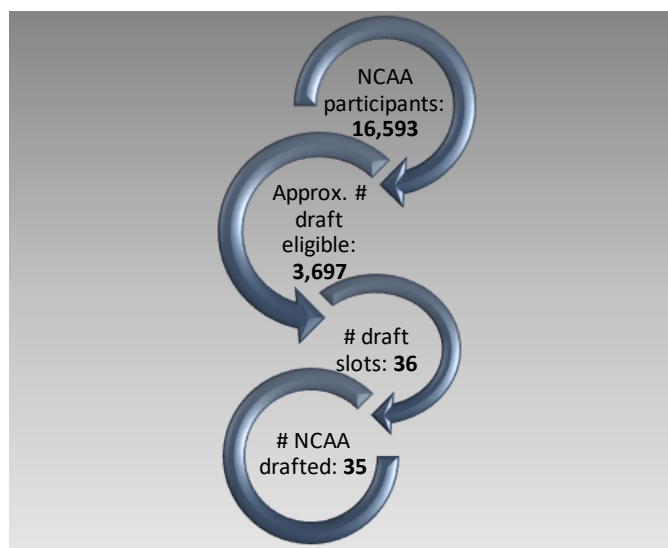 NCAA
participants:
16,593
Approx. #
draft
eligible:
3,697
# draft
slots: 36
# NCAA
drafted: 35